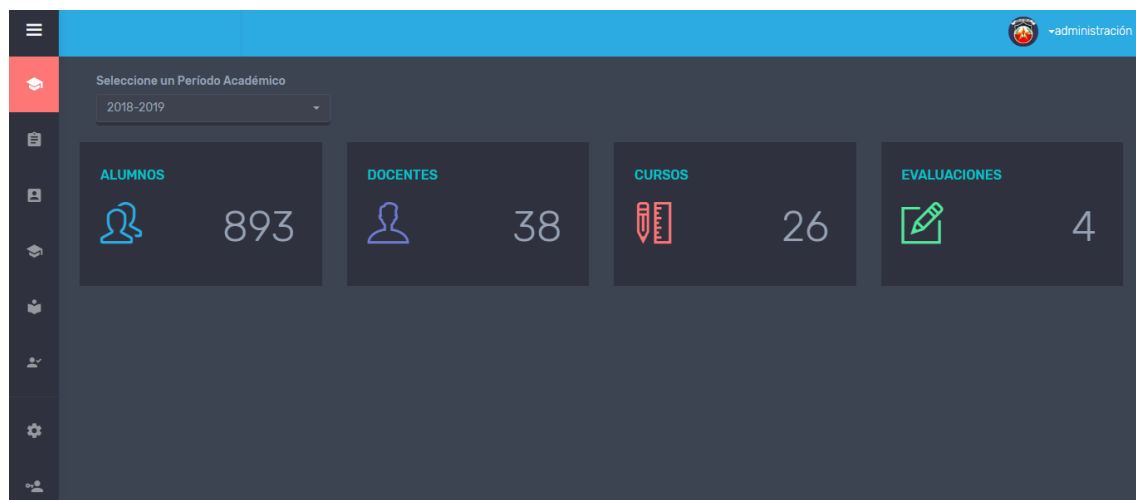 administración
Seleccione un Período Académico
2018-2019
ALUMNOS
893
DOCENTES
38
CURSOS
26
EVALUACIONES
4